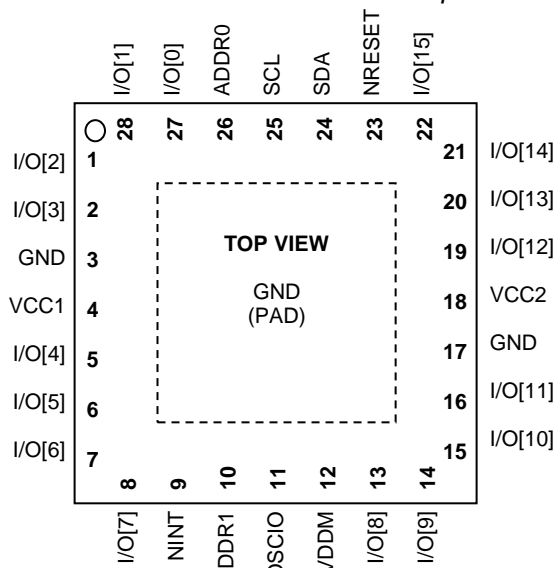 I/O[1]
I/O[0]
ADDR0
SCL
SDA
NRESET
I/O[15]
28
27
26
25
24
23
22
I/O[2] 1
I/O[3] 2
GND 3
VCC1 4
I/O[4] 5
I/O[5] 6
I/O[6] 7
TOP VIEW
GND
(PAD)
21 I/O[14]
20 I/O[13]
19 I/O[12]
18 VCC2
17 GND
16 I/O[11]
15 I/O[10]
8
9
10
11
12
13
14
I/O[7]
NINT
DDR1
OSCIO
VDDM
I/O[8]
I/O[9]